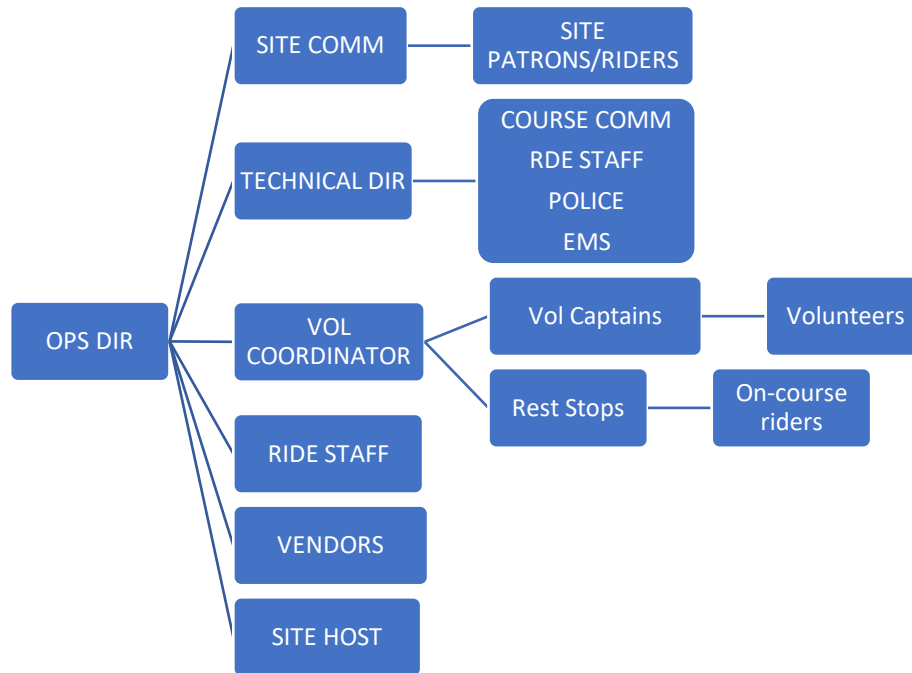 SITE COMM
SITE
PATRONS/RIDERS
COURSE COMM
RDE STAFF
POLICE
EMS
TECHNICAL DIR
OPS DIR
VOL
COORDINATOR
Vol Captains
Volunteers
Rest Stops
On-course
riders
RIDE STAFF
VENDORS
SITE HOST